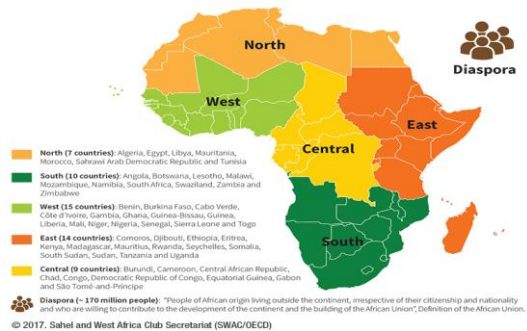 North
Diaspora
West
East
Central
South
North (7 countries): Algeria, Egypt, Libya, Mauritania,
Morocco, Sahrawi Arab Democratic Republic and Tunisia
South (10 countries): Angola, Botswana, Lesotho, Malawi,
Mozambique, Namibia, South Africa, Swaziland, Zambia and
Zimbabwe
West (15 countries): Benin, Burkina Faso, Cabo Verde,
Côte d'Ivoire, Gambia, Ghana, Guinea-Bissau, Guinea,
Liberia, Mali, Niger, Nigeria, Senegal, Sierra Leone and Togo
East (14 countries): Comoros, Djibouti, Ethiopia, Eritrea,
Kenya, Madagascar, Mauritius, Rwanda, Seychelles, Somalia,
South Sudan, Sudan, Tanzania and Uganda
Central (9 countries): Burundi, Cameroon, Central African Republic,
Chad, Congo, Democratic Republic of Congo, Equatorial Guinea, Gabon
and São Tomé-and-Príncipe
Diaspora (~ 170 million people): "People of African origin living outside the continent, irrespective of their citizenship and nationality
and who are willing to contribute to the development of the continent and the building of the African Union", Definition of the African Union.
© 2017. Sahel and West Africa Club Secretariat (SWAC/OECD)